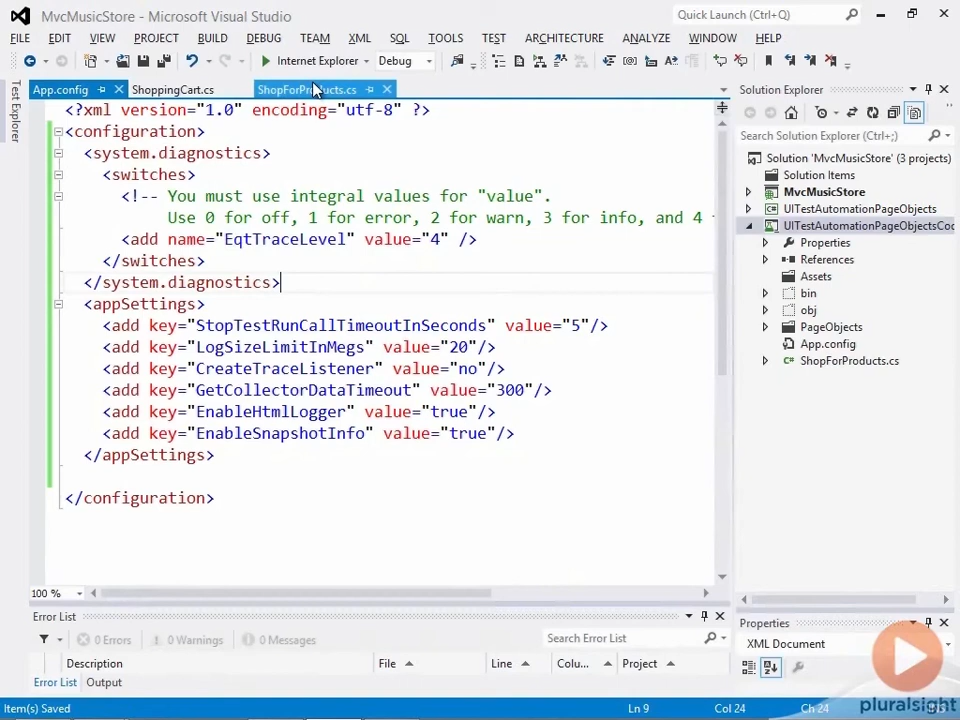 MvcMusicStore - Microsoft Visual Studio
Quick Launch (Ctrl+Q)
FILE EDIT VIEW PROJECT BUILD DEBUG TEAM XML SQL TOOLS TEST ARCHITECTURE ANALYZE WINDOW HELP
Internet Explorer Debug
Test Explorer
App.config ShoppingCart.cs ShopForProducts.cs
<?xml version="1.0" encoding="utf-8" ?>
<configuration>
<system.diagnostics>
<switches>
<!-- You must use integral values for "value".
Use 0 for off, 1 for error, 2 for warn, 3 for info, and 4
<add name="EqtTraceLevel" value="4" />
</switches>
</system.diagnostics>
<appSettings>
<add key="StopTestRunCallTimeoutInSeconds" value="5"/>
<add key="LogSizeLimitInMegs" value="20"/>
<add key="CreateTraceListener" value="no"/>
<add key="GetCollectorDataTimeout" value="300"/>
<add key="EnableHtmlLogger" value="true"/>
<add key="EnableSnapshotInfo" value="true"/>
</appSettings>
</configuration>
100 %
Solution Explorer
Search Solution Explorer (Ctrl+;)
Solution 'MvcMusicStore' (3 projects)
Solution Items
MvcMusicStore
UITestAutomationPageObjects
UITestAutomationPageObjectsCo
Properties
References
Assets
bin
obj
PageObjects
App.config
ShopForProducts.cs
Error List
0 Errors 0 Warnings 0 Messages
Search Error List
Description File Line Colu... Project
Error List Output
Properties
XML Document
pluralsight
Item(s) Saved Ln 9 Col 24 Ch 24